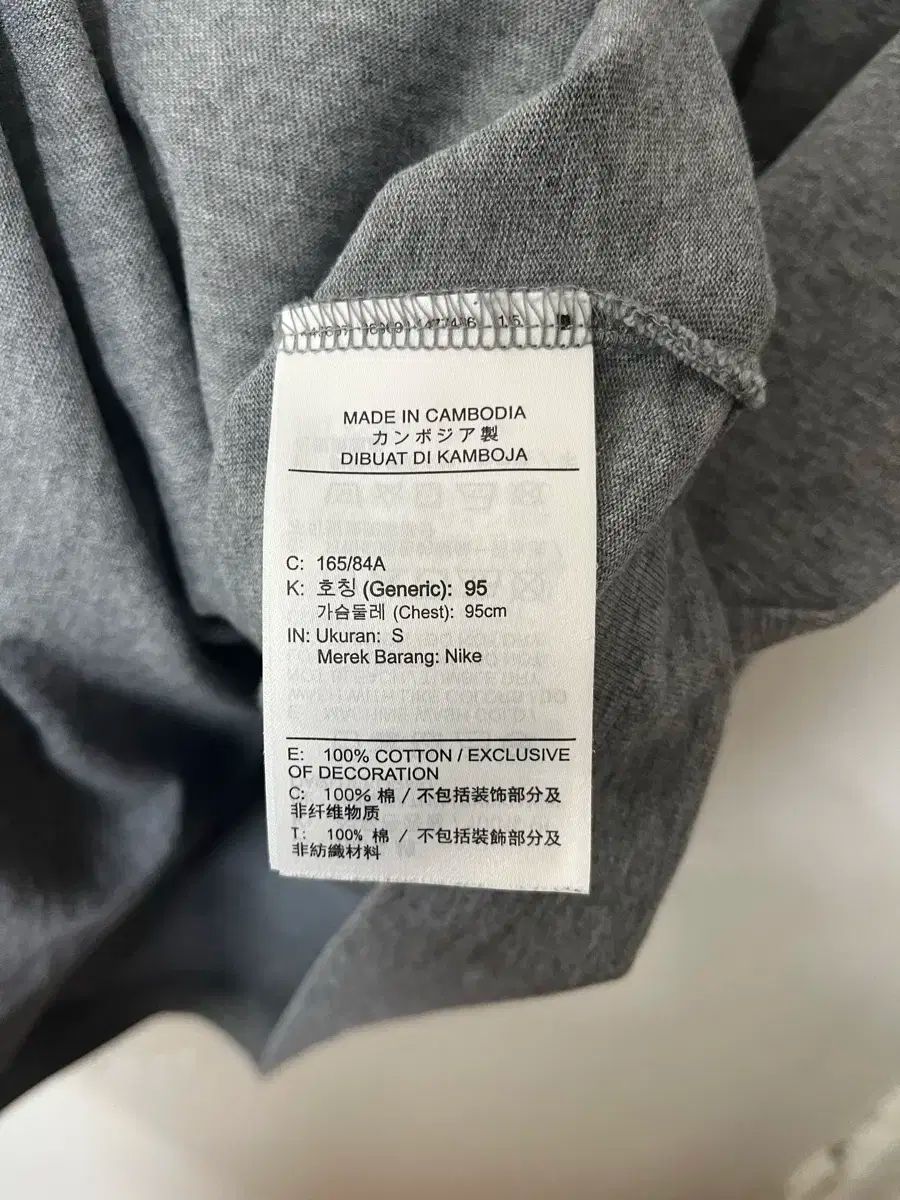 MADE IN CAMBODIA
カンボジア製
DIBUAT DI KAMBOJA
C: 165/84A
K: 호칭 (Generic): 95
가슴둘레 (Chest): 95cm
IN: Ukuran: S
Merek Barang: Nike
E: 100% COTTON / EXCLUSIVE
OF DECORATION
C: 100% 棉 / 不包括装饰部分及
非纤维物质
T: 100% 棉 / 不包括裝飾部分及
非紡織材料